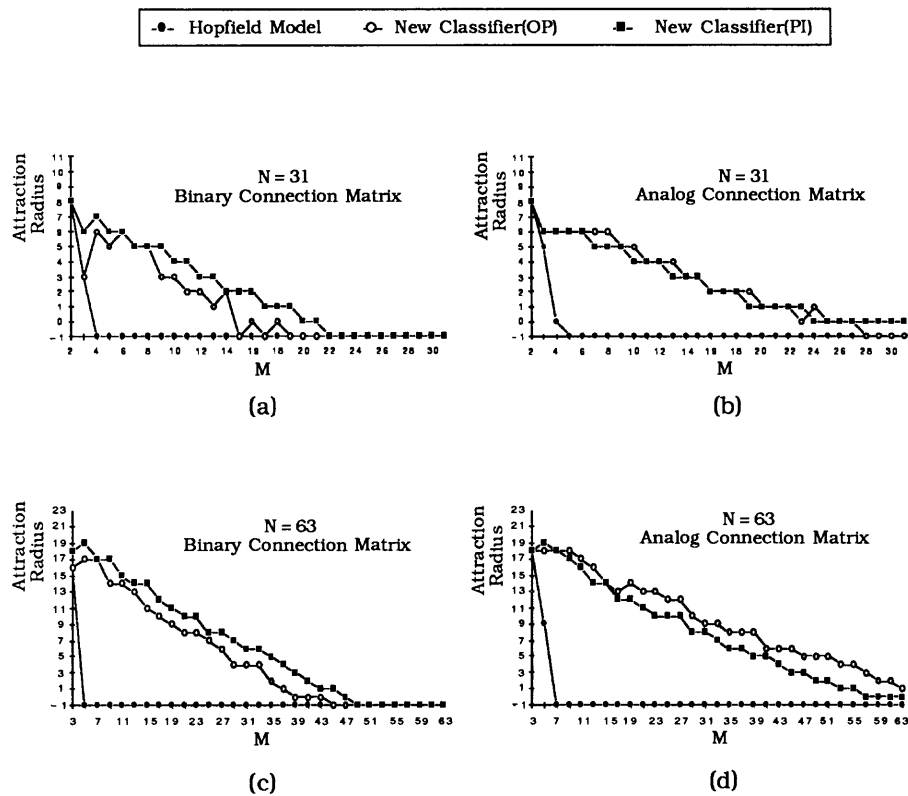 Hopfield Model New Classifier(OP) New Classifier(PI)
Attraction Radius
11
10
9
8
7
6
5
4
3
2
1
0
-1
N = 31
Binary Connection Matrix
2 4 6 8 10 12 14 16 18 20 22 24 26 28 30
M
(a)
Attraction Radius
11
10
9
8
7
6
5
4
3
2
1
0
-1
N = 31
Analog Connection Matrix
2 4 6 8 10 12 14 16 18 20 22 24 26 28 30
M
(b)
Attraction Radius
23
21
19
17
15
13
11
9
7
5
3
1
-1
N = 63
Binary Connection Matrix
3 7 11 15 19 23 27 31 35 39 43 47 51 55 59 63
M
(c)
Attraction Radius
23
21
19
17
15
13
11
9
7
5
3
1
-1
N = 63
Analog Connection Matrix
3 7 11 15 19 23 27 31 35 39 43 47 51 55 59 63
M
(d)